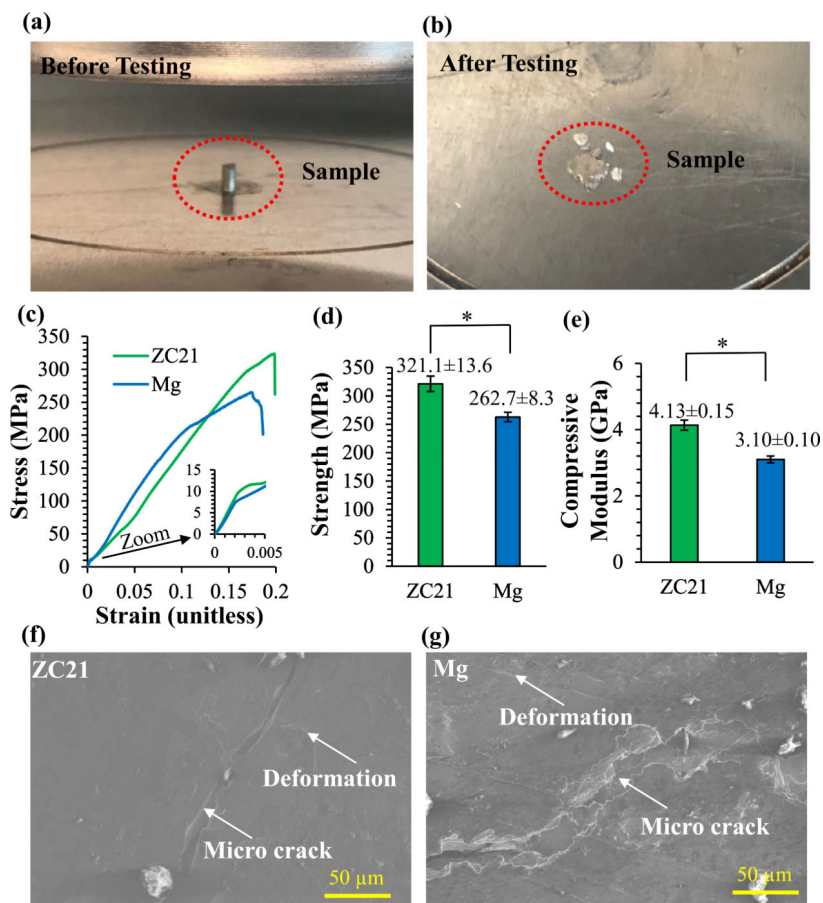 (a)
Before Testing
Sample
(b)
After Testing
Sample
(c)
350
300
250
200
150
100
50
0
Stress (MPa)
ZC21
Mg
Zoom
15
10
5
0
0
0.005
0
0.05
0.1
0.15
0.2
Strain (unitless)
(d)
*
321.1±13.6
262.7±8.3
350
300
250
200
150
100
50
0
Strength (MPa)
ZC21
Mg
(e)
*
4.13±0.15
3.10±0.10
6
4
2
0
Compressive
Modulus (GPa)
ZC21
Mg
(f)
ZC21
Deformation
Micro crack
50 µm
(g)
Mg
Deformation
Micro crack
50 µm